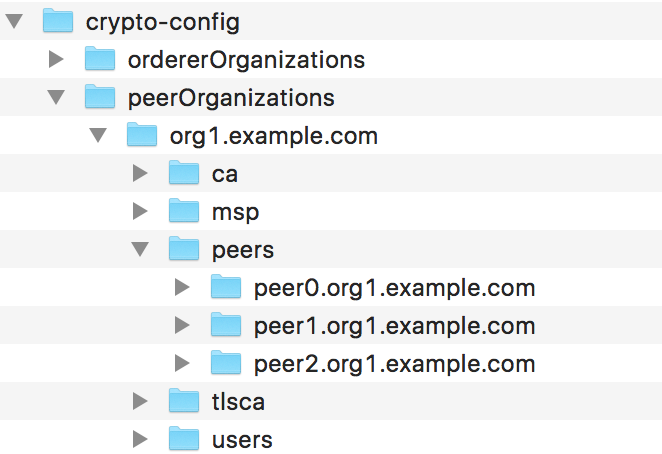 crypto-config
ordererOrganizations
peerOrganizations
org1.example.com
ca
msp
peers
peer0.org1.example.com
peer1.org1.example.com
peer2.org1.example.com
tlsca
users